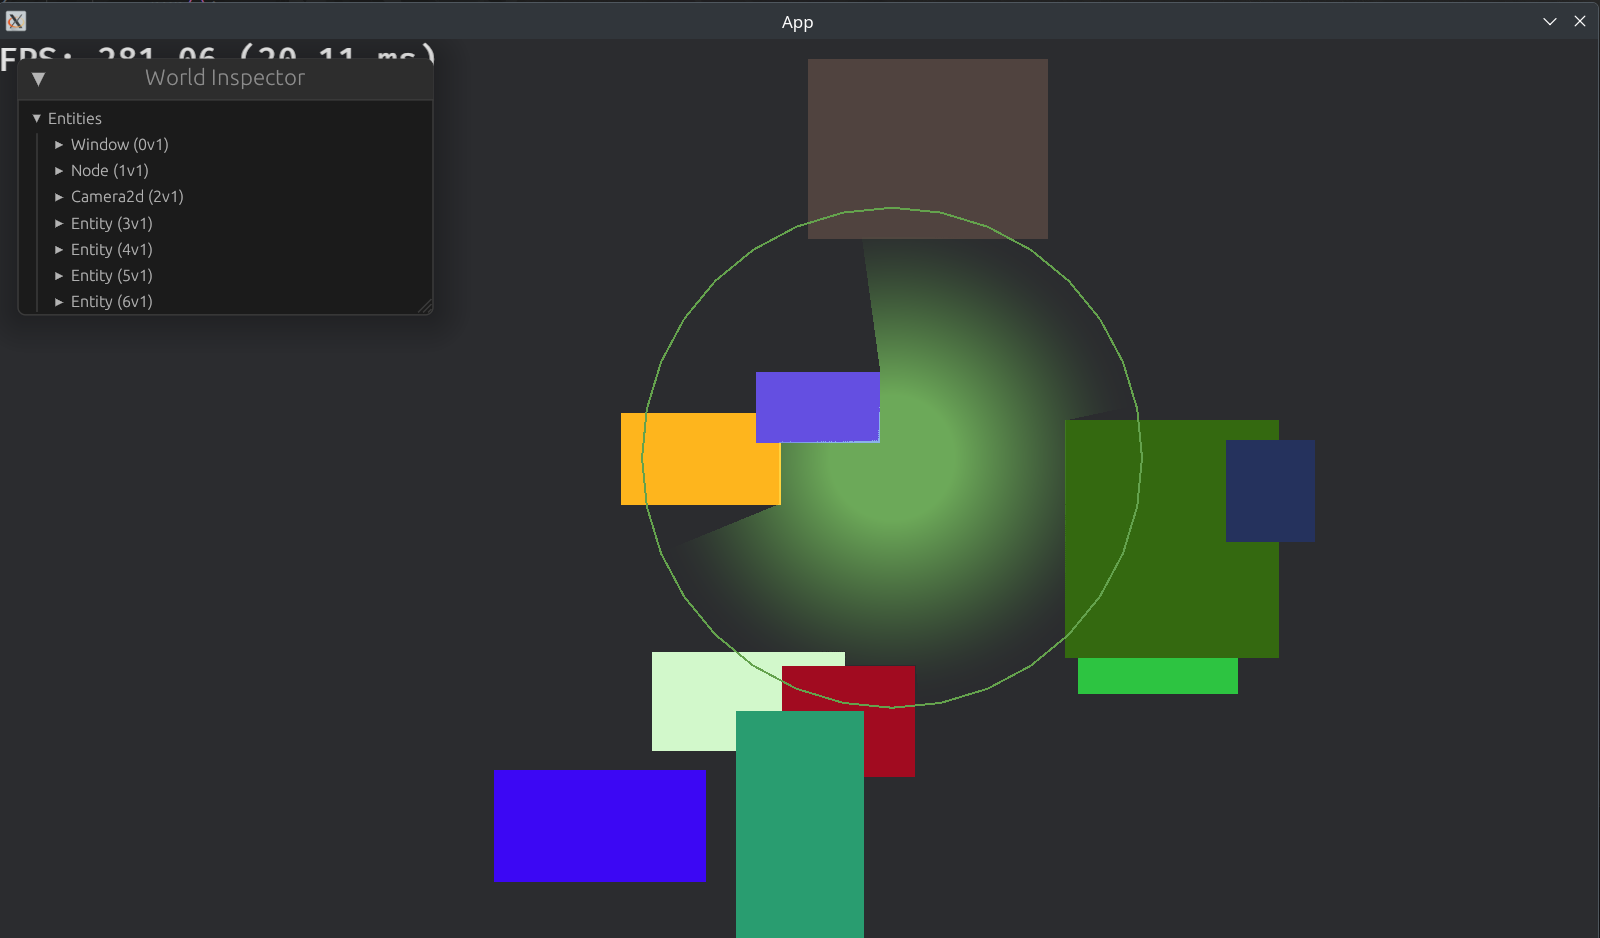 App
FPS: 281.06 (20.11 ms)
▼ World Inspector
▼ Entities
▶ Window (0v1)
▶ Node (1v1)
▶ Camera2d (2v1)
▶ Entity (3v1)
▶ Entity (4v1)
▶ Entity (5v1)
▶ Entity (6v1)